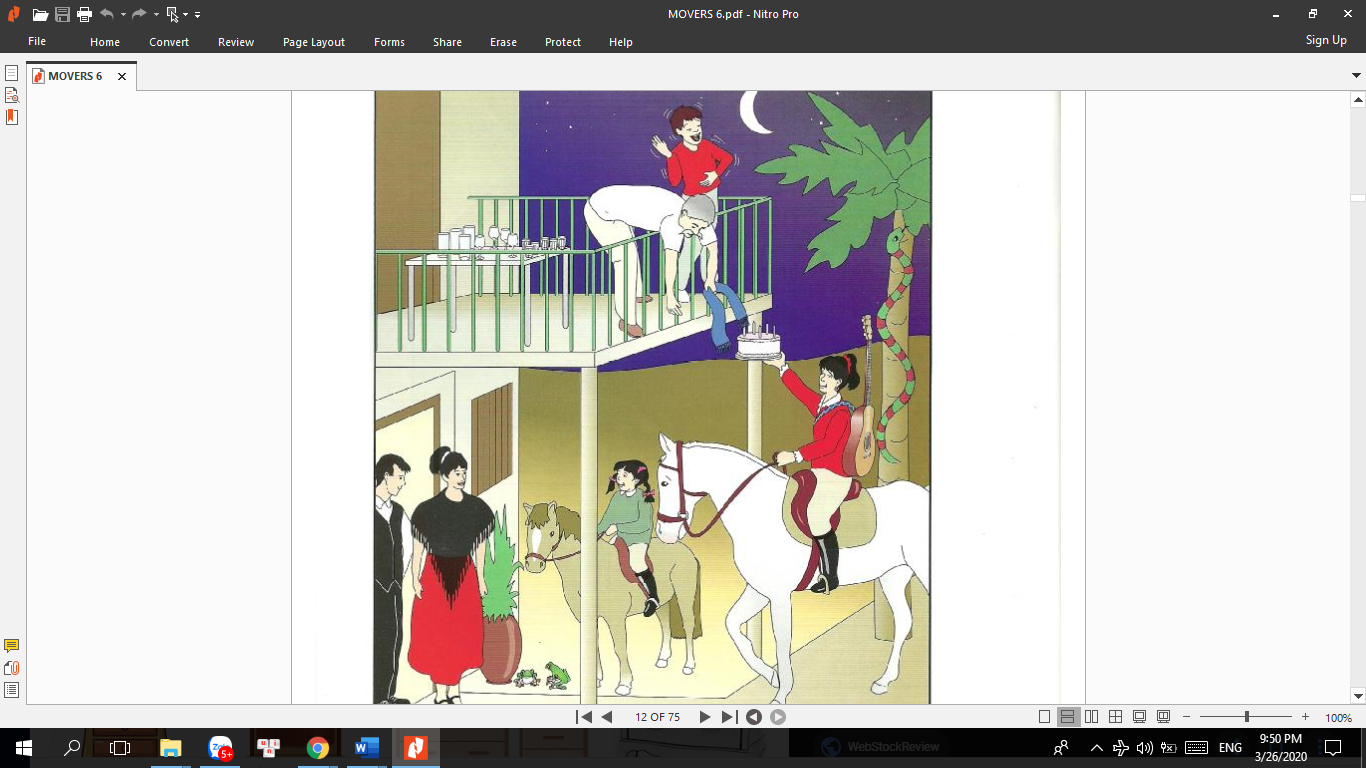 MOVERS 6.pdf - Nitro Pro
File Home Convert Review Page Layout Forms Share Erase Protect Help Sign Up
MOVERS 6
12 OF 75
100%
5+
WebStockReview
ENG
9:50 PM
3/26/2020